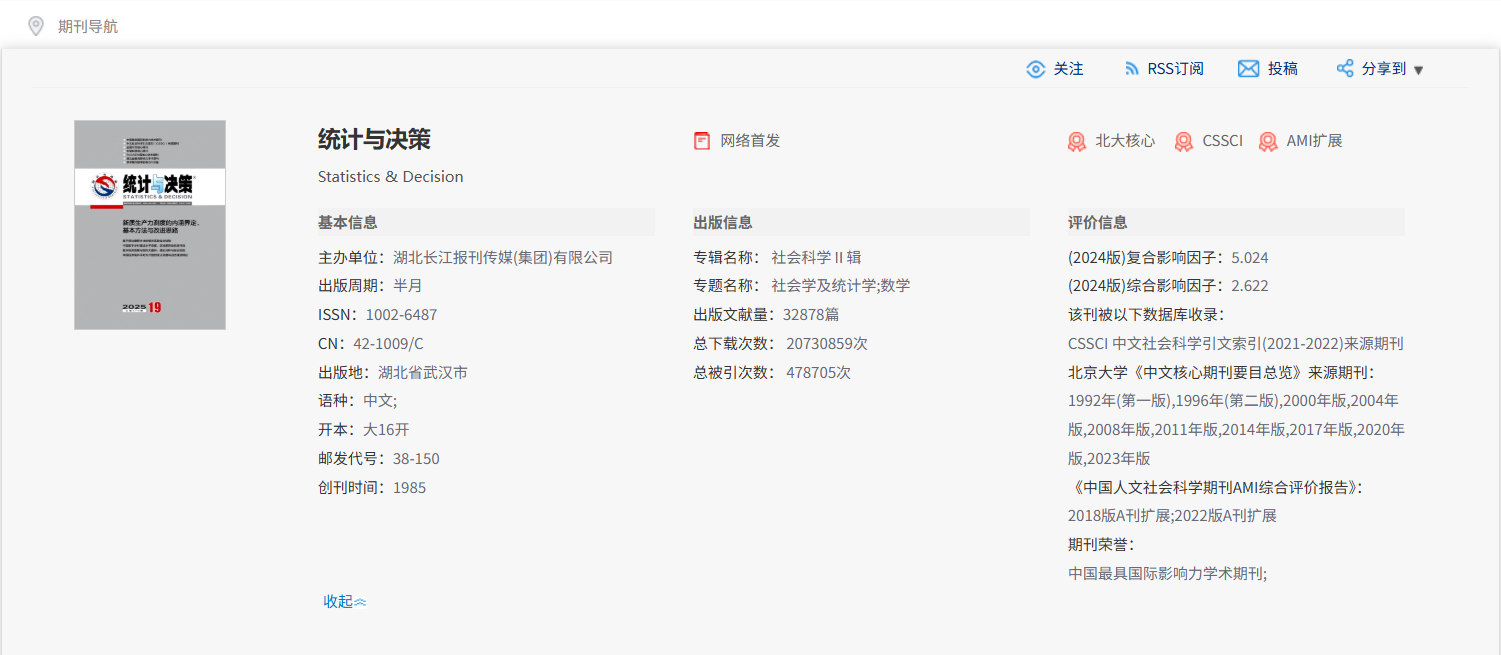 期刊导航
关注 RSS订阅 投稿 分享到
统计与决策
Statistics & Decision
网络首发
北大核心 CSSCI AMI扩展
统计与决策
STATISTICS & DECISION
新质生产力测度的内涵界定、
基本方法与改进思路
2025 19
基本信息
主办单位：湖北长江报刊传媒(集团)有限公司
出版周期：半月
ISSN：1002-6487
CN：42-1009/C
出版地：湖北省武汉市
语种：中文;
开本：大16开
邮发代号：38-150
创刊时间：1985
出版信息
专辑名称： 社会科学Ⅱ辑
专题名称： 社会学及统计学;数学
出版文献量：32878篇
总下载次数： 20730859次
总被引次数： 478705次
评价信息
(2024版)复合影响因子：5.024
(2024版)综合影响因子：2.622
该刊被以下数据库收录：
CSSCI 中文社会科学引文索引(2021-2022)来源期刊
北京大学《中文核心期刊要目总览》来源期刊：
1992年(第一版),1996年(第二版),2000年版,2004年
版,2008年版,2011年版,2014年版,2017年版,2020年
版,2023年版
《中国人文社会科学期刊AMI综合评价报告》：
2018版A刊扩展;2022版A刊扩展
期刊荣誉：
中国最具国际影响力学术期刊;
收起